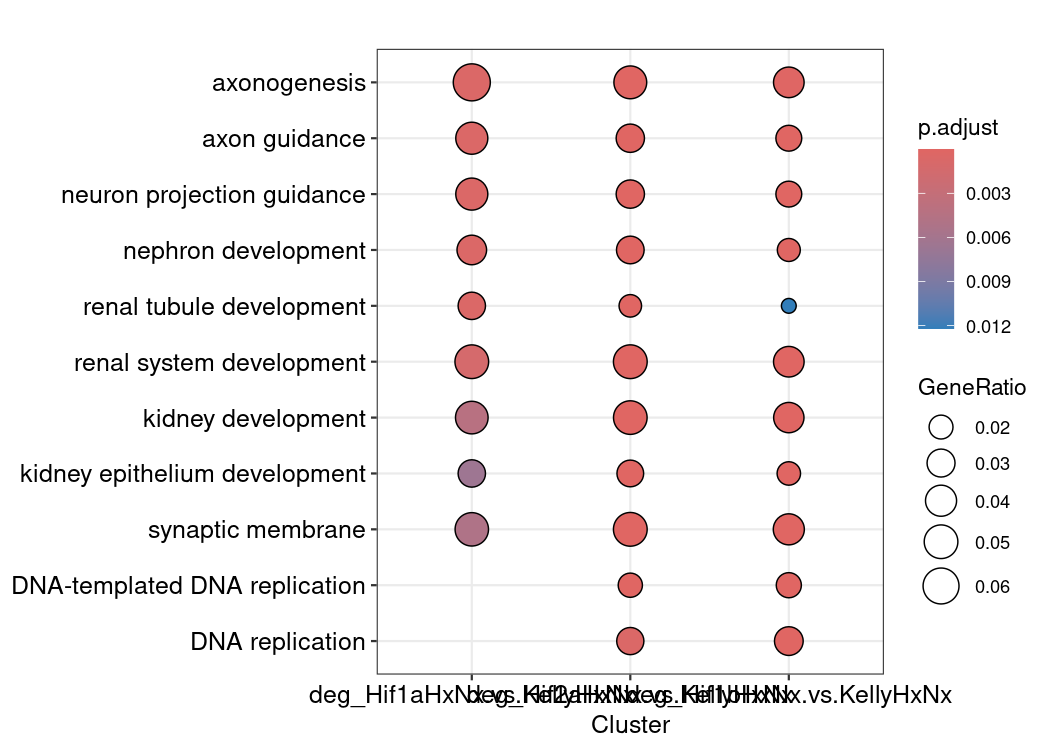 axonogenesis
axon guidance
neuron projection guidance
nephron development
renal tubule development
renal system development
kidney development
kidney epithelium development
synaptic membrane
DNA-templated DNA replication
DNA replication
deg_Hif1aHxNx.vs.KellyHxNx
deg_Hif2aHxNx.vs.KellyHxNx
deg_Hif1bHxNx.vs.KellyHxNx
Cluster
p.adjust
0.003
0.006
0.009
0.012
GeneRatio
0.02
0.03
0.04
0.05
0.06